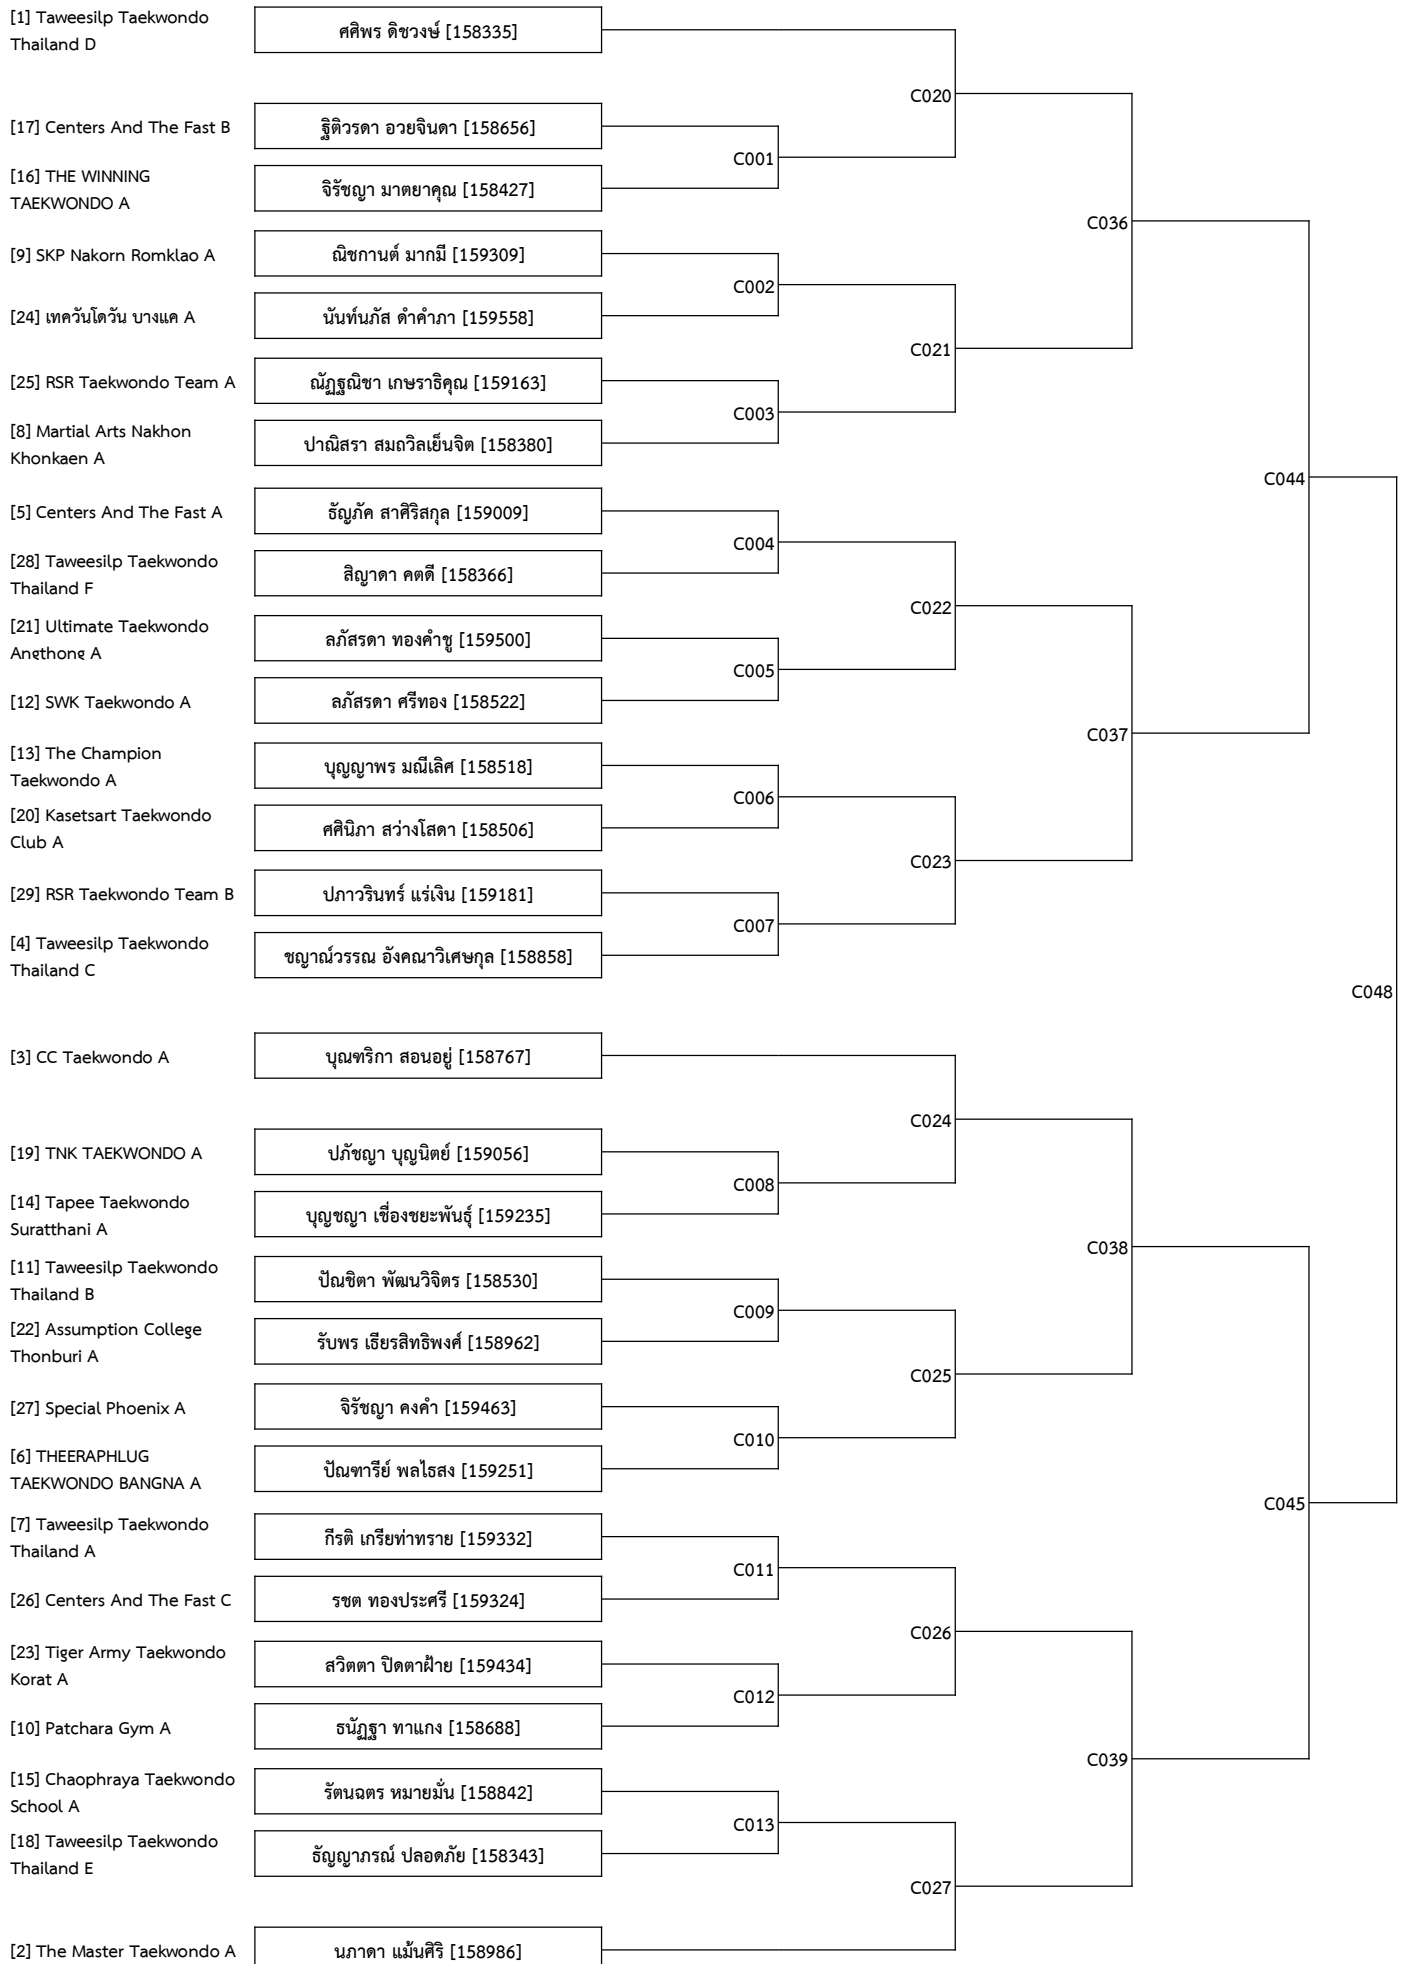 [1] Taweesilp Taekwondo
Thailand D
ศศิพร ดิชวงษ์ [158335]
C020
[17] Centers And The Fast B
ฐิติวรดา อวยจินดา [158656]
C001
[16] THE WINNING
TAEKWONDO A
จิรัชญา มาตยาคุณ [158427]
C036
[9] SKP Nakorn Romklao A
ณิชกานต์ มากมี [159309]
C002
[24] เทควันโดวัน บางแค A
นันท์นภัส ดำคำภา [159558]
C021
[25] RSR Taekwondo Team A
ณัฏฐณิชา เกษราธิคุณ [159163]
C003
[8] Martial Arts Nakhon
Khonkaen A
ปาณิสรา สมถวิลเย็นจิต [158380]
C044
[5] Centers And The Fast A
ธัญภัค สาศิริสกุล [159009]
C004
[28] Taweesilp Taekwondo
Thailand F
สิญาดา คตดี [158366]
C022
[21] Ultimate Taekwondo
Angthong A
ลภัสรดา ทองคำชู [159500]
C005
[12] SWK Taekwondo A
ลภัสรดา ศรีทอง [158522]
C037
[13] The Champion
Taekwondo A
บุญญาพร มณีเลิศ [158518]
C006
[20] Kasetsart Taekwondo
Club A
ศศินิภา สว่างโสดา [158506]
C023
[29] RSR Taekwondo Team B
ปภาวรินทร์ แร่เงิน [159181]
C007
[4] Taweesilp Taekwondo
Thailand C
ชญาณ์วรรณ อังคณาวิเศษกุล [158858]
C048
[3] CC Taekwondo A
บุณฑริกา สอนอยู่ [158767]
C024
[19] TNK TAEKWONDO A
ปภัชญา บุญนิตย์ [159056]
C008
[14] Tapee Taekwondo
Suratthani A
บุญชญา เชื่องชยะพันธุ์ [159235]
C038
[11] Taweesilp Taekwondo
Thailand B
ปัณชิตา พัฒนวิจิตร [158530]
C009
[22] Assumption College
Thonburi A
รับพร เธียรสิทธิพงศ์ [158962]
C025
[27] Special Phoenix A
จิรัชญา คงคำ [159463]
C010
[6] THEERAPHLUG
TAEKWONDO BANGNA A
ปัณฑารีย์ พลไธสง [159251]
C045
[7] Taweesilp Taekwondo
Thailand A
กีรติ เกรียท่าทราย [159332]
C011
[26] Centers And The Fast C
รชต ทองประศรี [159324]
C026
[23] Tiger Army Taekwondo
Korat A
สวิตตา ปิดตาฝ้าย [159434]
C012
[10] Patchara Gym A
ธนัฏฐา ทาแกง [158688]
C039
[15] Chaophraya Taekwondo
School A
รัตนฉตร หมายมั่น [158842]
C013
[18] Taweesilp Taekwondo
Thailand E
ธัญญาภรณ์ ปลอดภัย [158343]
C027
[2] The Master Taekwondo A
นภาดา แม้นศิริ [158986]